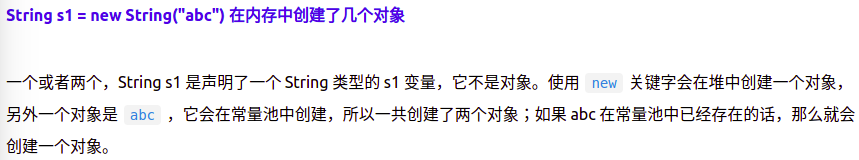 String s1 = new String("abc") 在内存中创建了几个对象
一个或者两个，String s1 是声明了一个 String 类型的 s1 变量，它不是对象。使用 new 关键字会在堆中创建一个对象，
另外一个对象是 abc ，它会在常量池中创建，所以一共创建了两个对象；如果 abc 在常量池中已经存在的话，那么就会
创建一个对象。